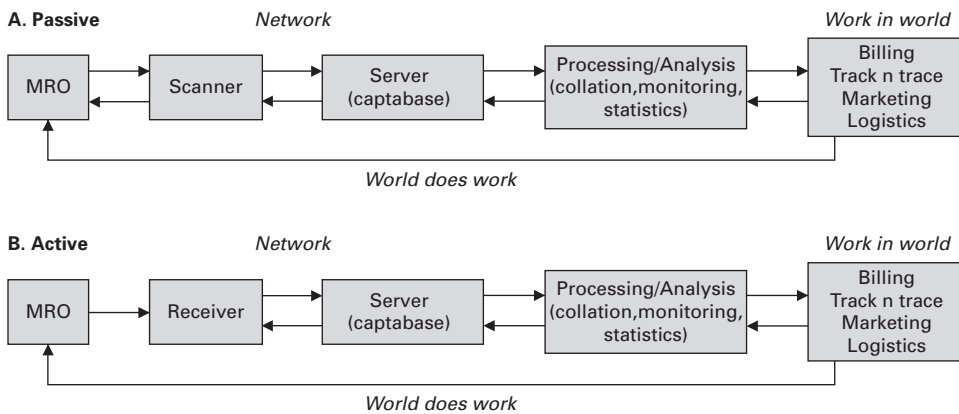 A. Passive
Network
Work in world
MRO
Scanner
Server
(captabase)
Processing/Analysis
(collation,monitoring,
statistics)
Billing
Track n trace
Marketing
Logistics
World does work
B. Active
Network
Work in world
MRO
Receiver
Server
(captabase)
Processing/Analysis
(collation,monitoring,
statistics)
Billing
Track n trace
Marketing
Logistics
World does work